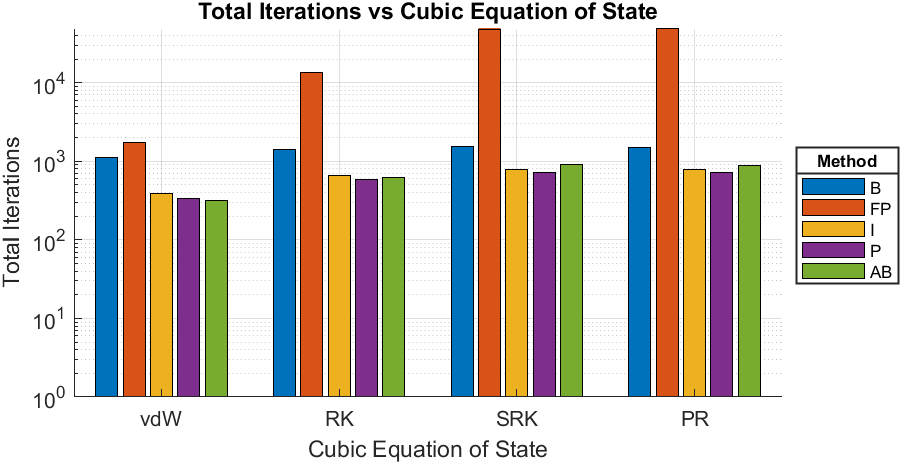 Total Iterations vs Cubic Equation of State
Total Iterations
10^4
10^3
10^2
10^1
10^0
vdW
RK
SRK
PR
Cubic Equation of State
Method
B
FP
I
P
AB